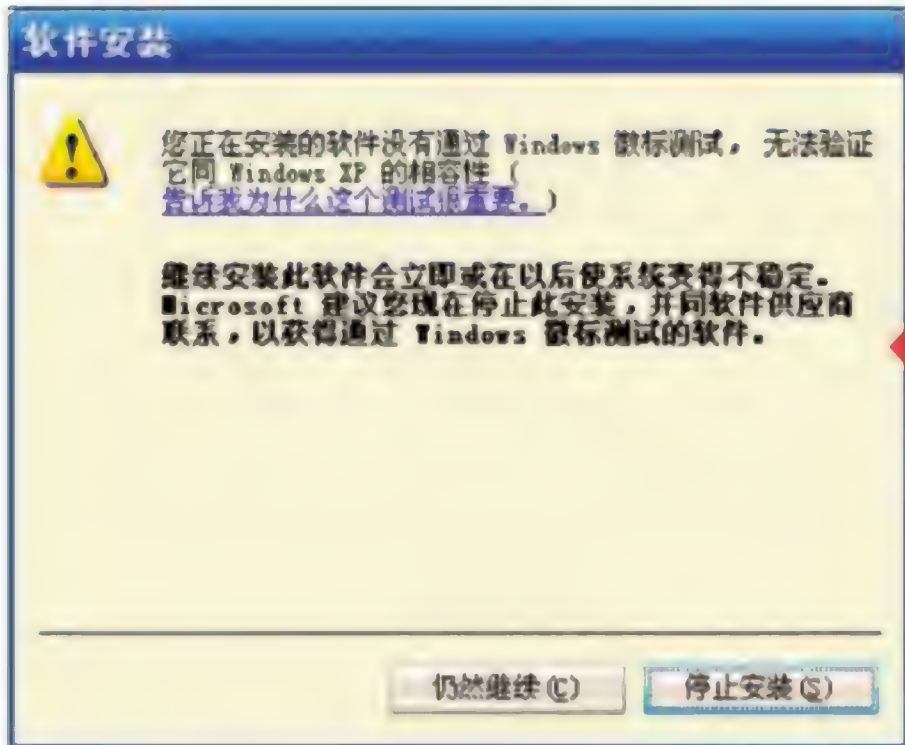 软件安装
您正在安装的软件没有通过 Windows 徽标测试，无法验证
它同 Windows XP 的相容性（
告诉我为什么这个测试很重要。）
继续安装此软件会立即或在以后使系统变得不稳定。
Microsoft 建议您现在停止此安装，并同软件供应商
联系，以获得通过 Windows 徽标测试的软件。
仍然继续(C)
停止安装(S)